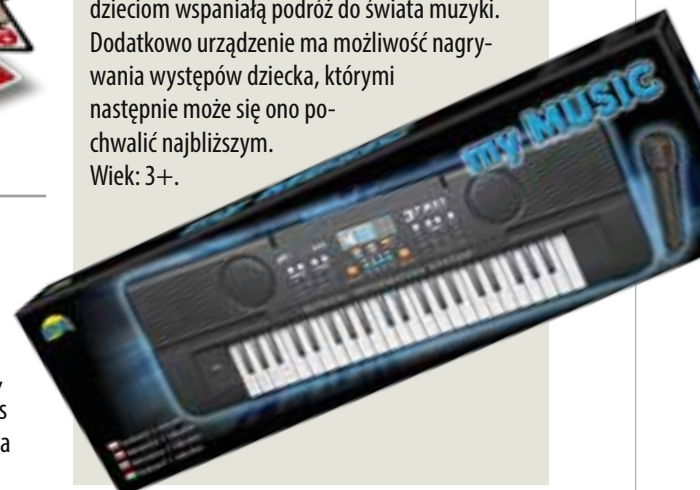 dzieciom wspaniałą podróż do świata muzyki.
Dodatkowo urządzenie ma możliwość nagry-
wania występów dziecka, którymi
następnie może się ono po-
chwalić najbliższym.
Wiek: 3+.
my MUSIC
s
a